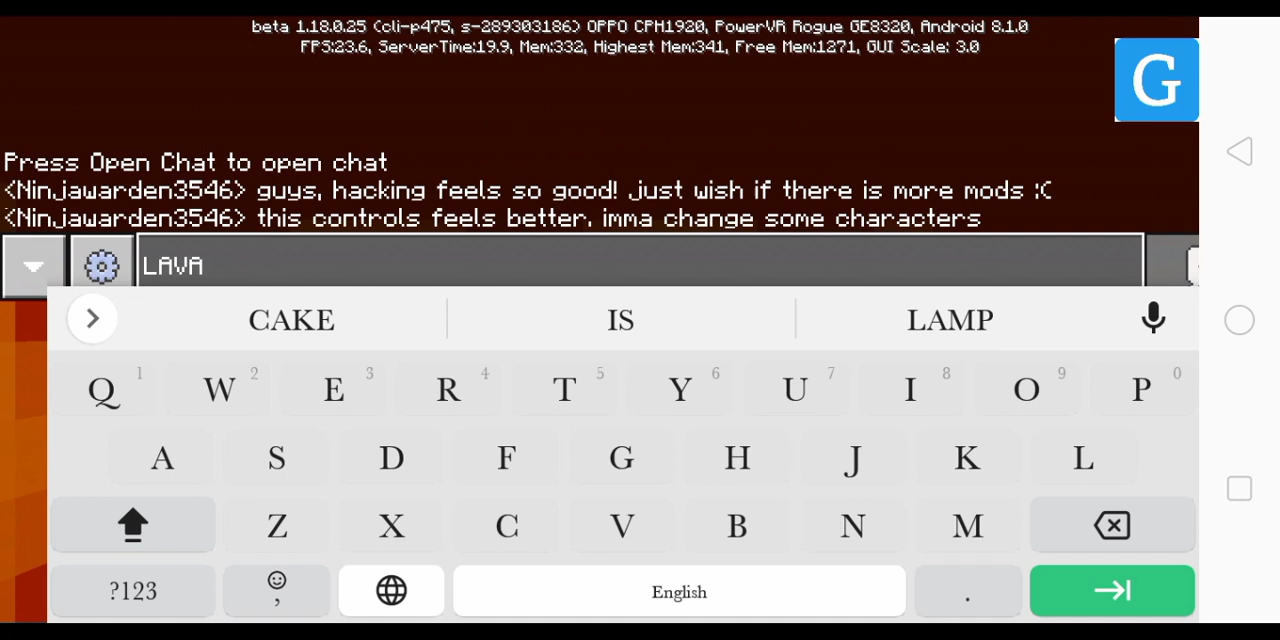 beta 1.18.0.25 (cli-p475, s-289303186) OPPO CPH1920, PowerVR Rogue GE8320, Android 8.1.0
FPS:23.6, ServerTime:19.9, Mem:332, Highest Mem:341, Free Mem:1271, GUI Scale: 3.0
G
Press Open Chat to open chat
<Ninjawarden3546> guys, hacking feels so good! just wish if there is more mods :(
<Ninjawarden3546> this controls feels better. imma change some characters
LAVA
CAKE IS LAMP
Q 1 W 2 E 3 R 4 T 5 Y 6 U 7 I 8 O 9 P 0
A S D F G H J K L
Z X C V B N M
?123 , English .